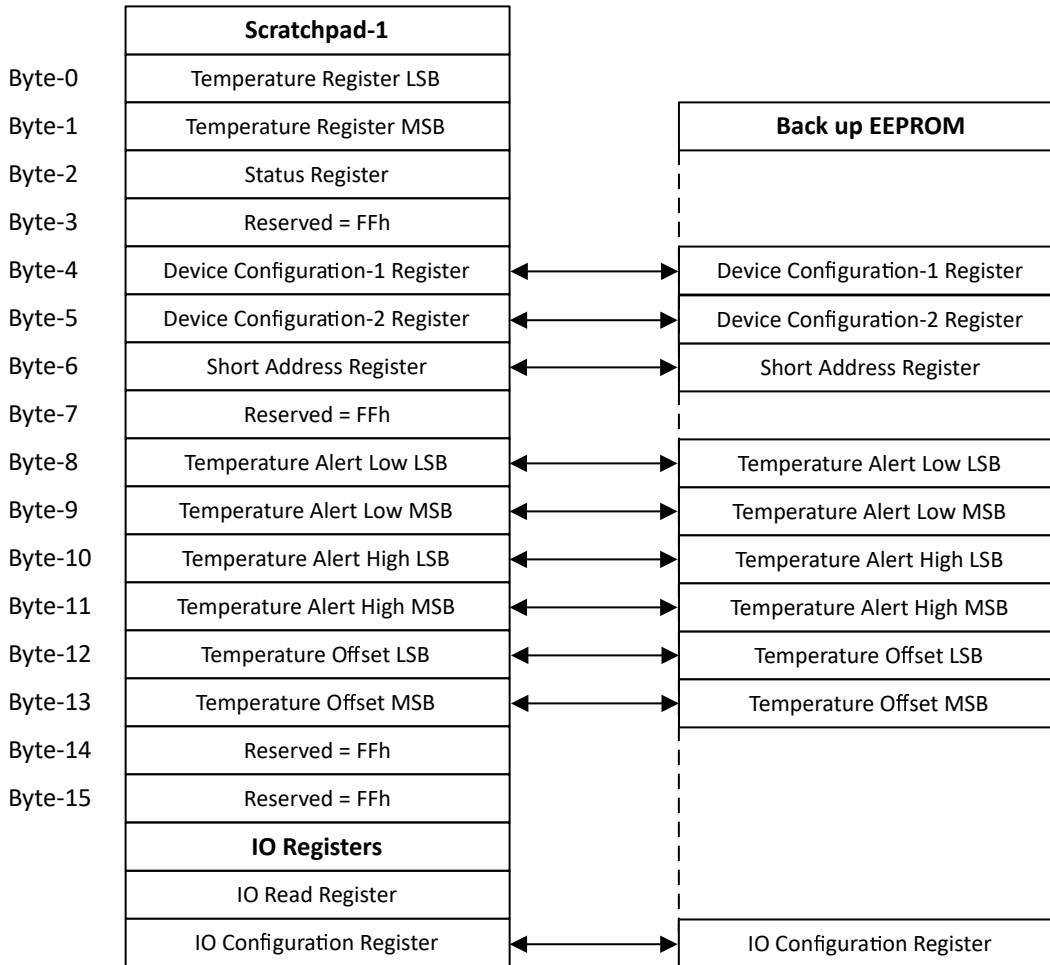 Scratchpad-1
Byte-0 Temperature Register LSB
Byte-1 Temperature Register MSB Back up EEPROM
Byte-2 Status Register
Byte-3 Reserved = FFh
Byte-4 Device Configuration-1 Register Device Configuration-1 Register
Byte-5 Device Configuration-2 Register Device Configuration-2 Register
Byte-6 Short Address Register Short Address Register
Byte-7 Reserved = FFh
Byte-8 Temperature Alert Low LSB Temperature Alert Low LSB
Byte-9 Temperature Alert Low MSB Temperature Alert Low MSB
Byte-10 Temperature Alert High LSB Temperature Alert High LSB
Byte-11 Temperature Alert High MSB Temperature Alert High MSB
Byte-12 Temperature Offset LSB Temperature Offset LSB
Byte-13 Temperature Offset MSB Temperature Offset MSB
Byte-14 Reserved = FFh
Byte-15 Reserved = FFh
IO Registers
IO Read Register
IO Configuration Register IO Configuration Register